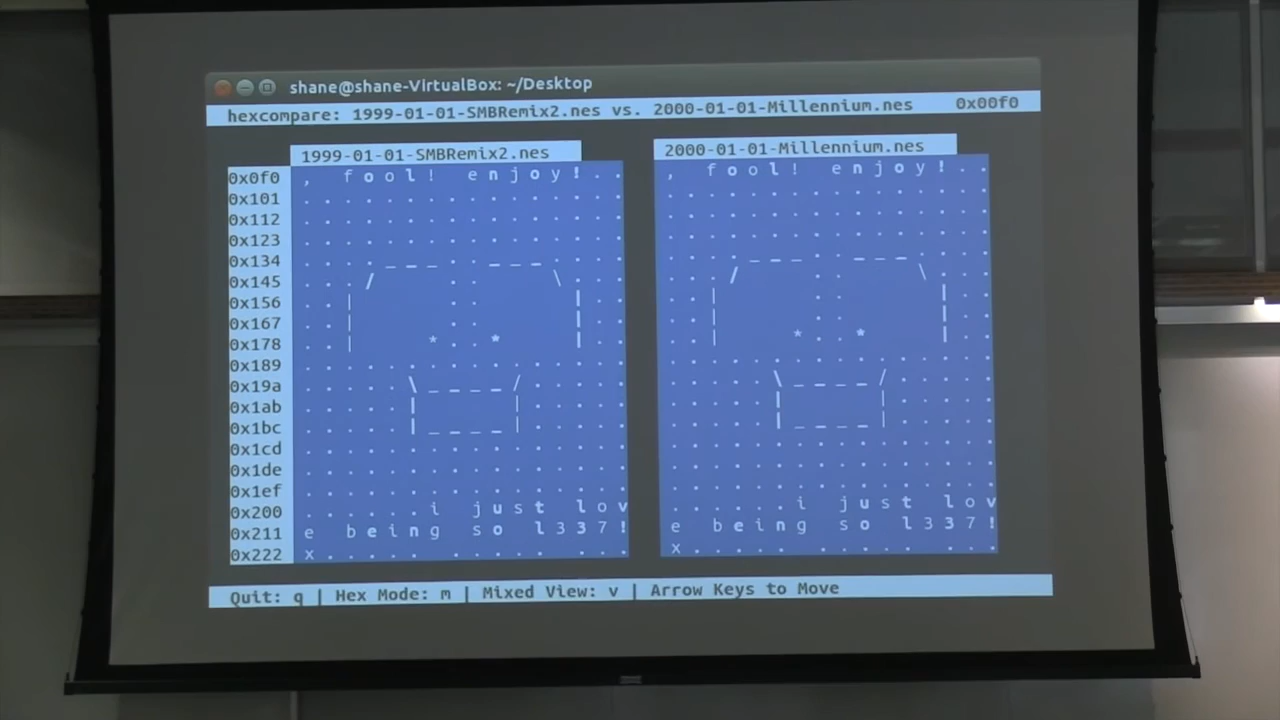 shane@shane-VirtualBox: ~/Desktop
hexcompare: 1999-01-01-SMBRemix2.nes vs. 2000-01-01-Millennium.nes 0x00f0
1999-01-01-SMBRemix2.nes 2000-01-01-Millennium.nes
0x0f0 , fool! enjoy!.. , fool! enjoy!..
0x101
0x112
0x123
0x134
0x145
0x156
0x167
0x178
0x189
0x19a
0x1ab
0x1bc
0x1cd
0x1de
0x1ef
0x200 i just lov i just lov
0x211 e being so l337! e being so l337!
0x222 x x
Quit: q | Hex Mode: m | Mixed View: v | Arrow Keys to Move